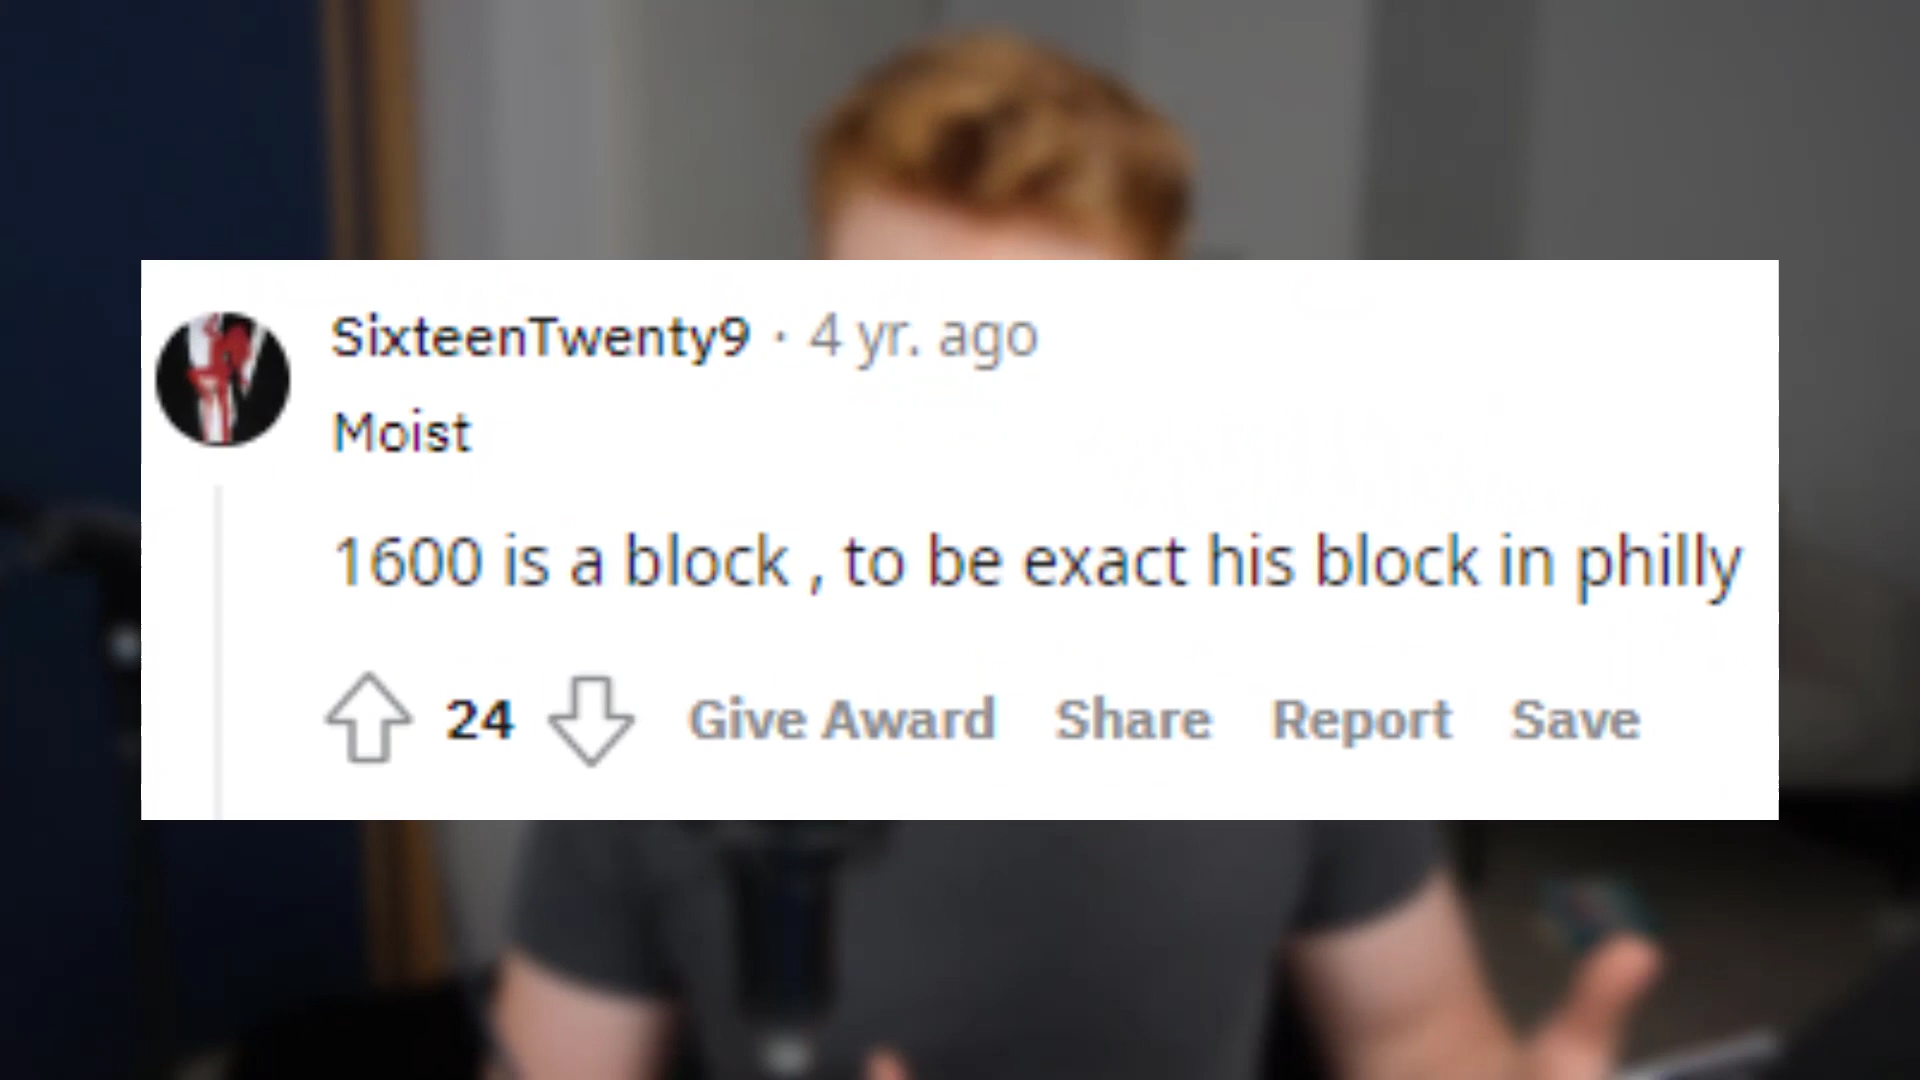 SixteenTwenty9 · 4 yr. ago
Moist
1600 is a block , to be exact his block in philly
24 Give Award Share Report Save